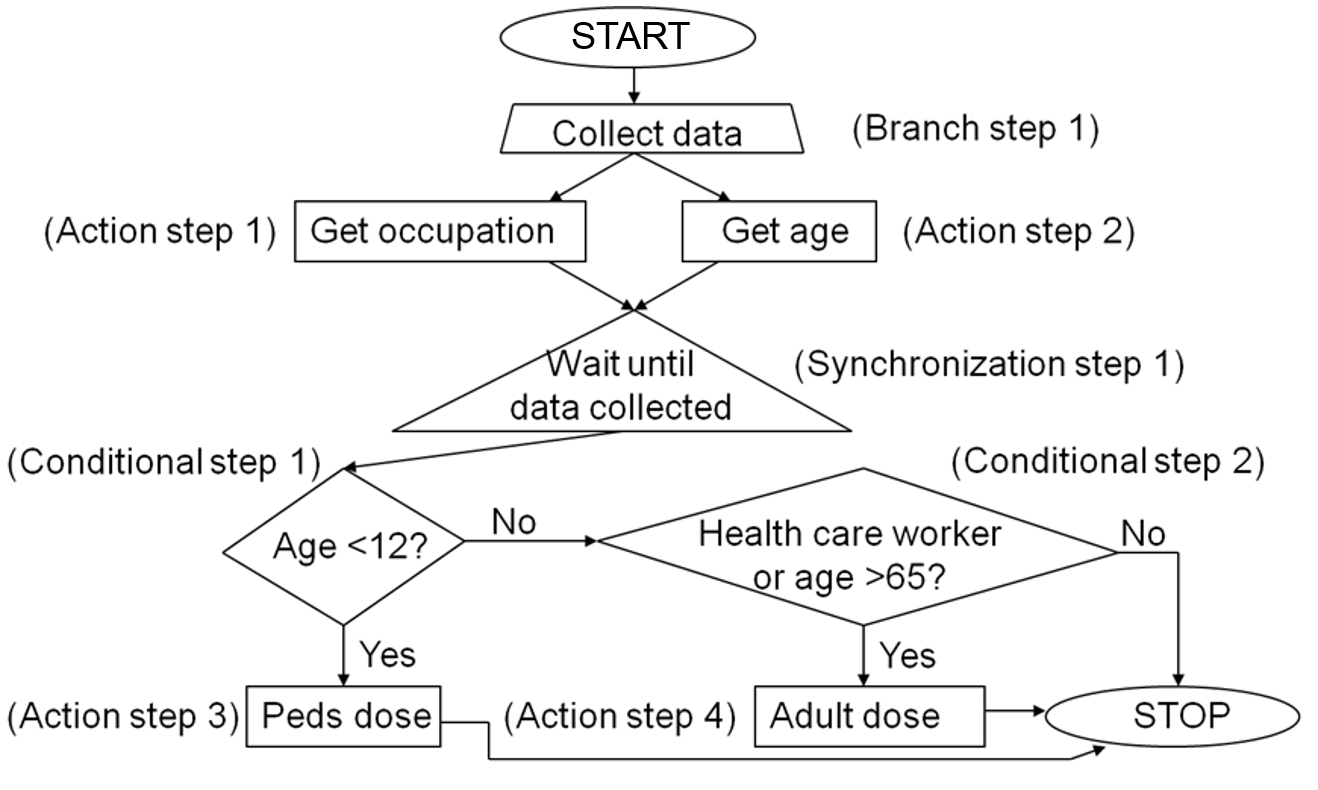 START
Collect data
(Branch step 1)
(Action step 1)
Get occupation
Get age
(Action step 2)
Wait until
data collected
(Synchronization step 1)
(Conditional step 1)
(Conditional step 2)
Age <12?
No
Health care worker
or age >65?
No
Yes
Yes
(Action step 3)
Peds dose
(Action step 4)
Adult dose
STOP